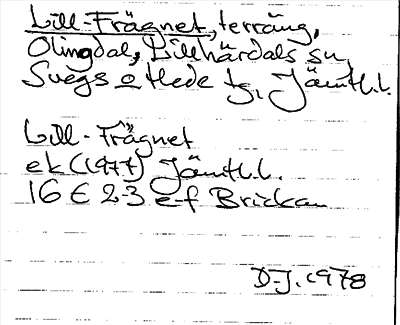 Lill-Frägnet, terräng,
Olingdal, Lillhärdals sn,
Svegs o Hede tg, Jämtl.l.
Lill-Frägnet
ek (1977) Jämtl.l.
16 E 2-3 e-f Brickan
D-J. 1978